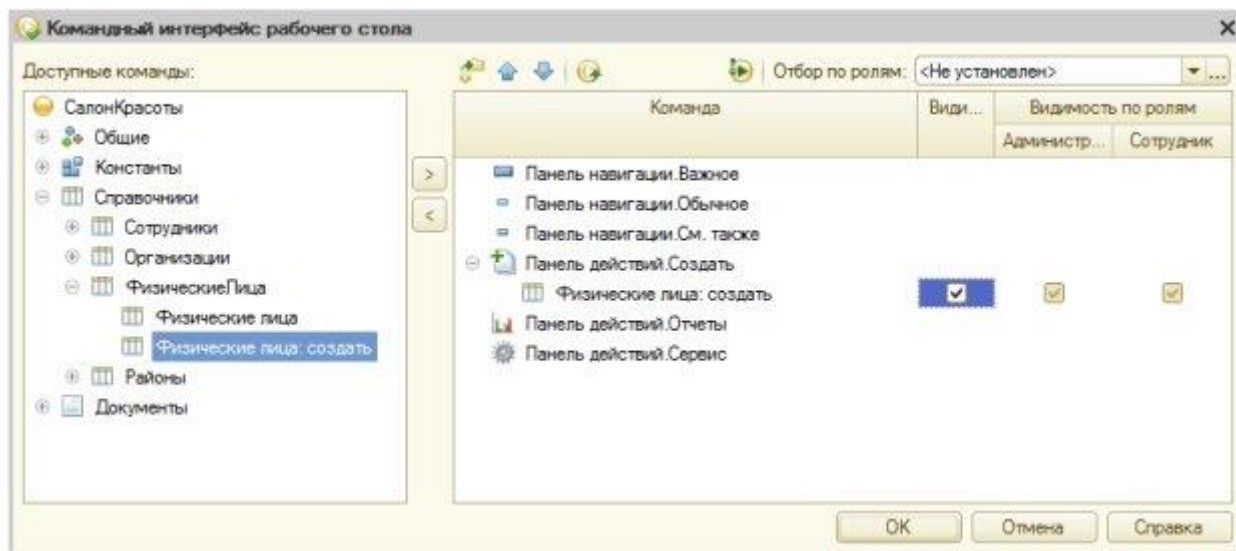 Командный интерфейс рабочего стола
Доступные команды:
Отбор по ролям: <Не установлен>
СалонКрасоты
Общие
Константы
Справочники
Сотрудники
Организации
ФизическиеЛица
Физические лица
Физические лица: создать
Районы
Документы
>
<
Команда
Види...
Видимость по ролям
Администр...
Сотрудник
Панель навигации.Важное
Панель навигации.Обычное
Панель навигации.См. также
Панель действий.Создать
Физические лица: создать
Панель действий.Отчеты
Панель действий.Сервис
OK
Отмена
Справка